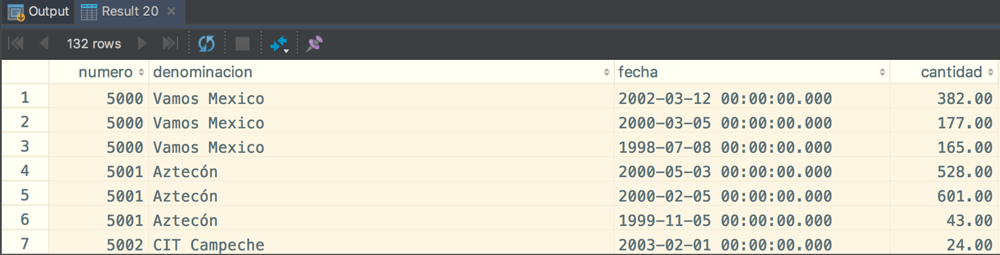 Output Result 20
132 rows
numero denominacion fecha cantidad
1 5000 Vamos Mexico 2002-03-12 00:00:00.000 382.00
2 5000 Vamos Mexico 2000-03-05 00:00:00.000 177.00
3 5000 Vamos Mexico 1998-07-08 00:00:00.000 165.00
4 5001 Aztecón 2000-05-03 00:00:00.000 528.00
5 5001 Aztecón 2000-02-05 00:00:00.000 601.00
6 5001 Aztecón 1999-11-05 00:00:00.000 43.00
7 5002 CIT Campeche 2003-02-01 00:00:00.000 24.00